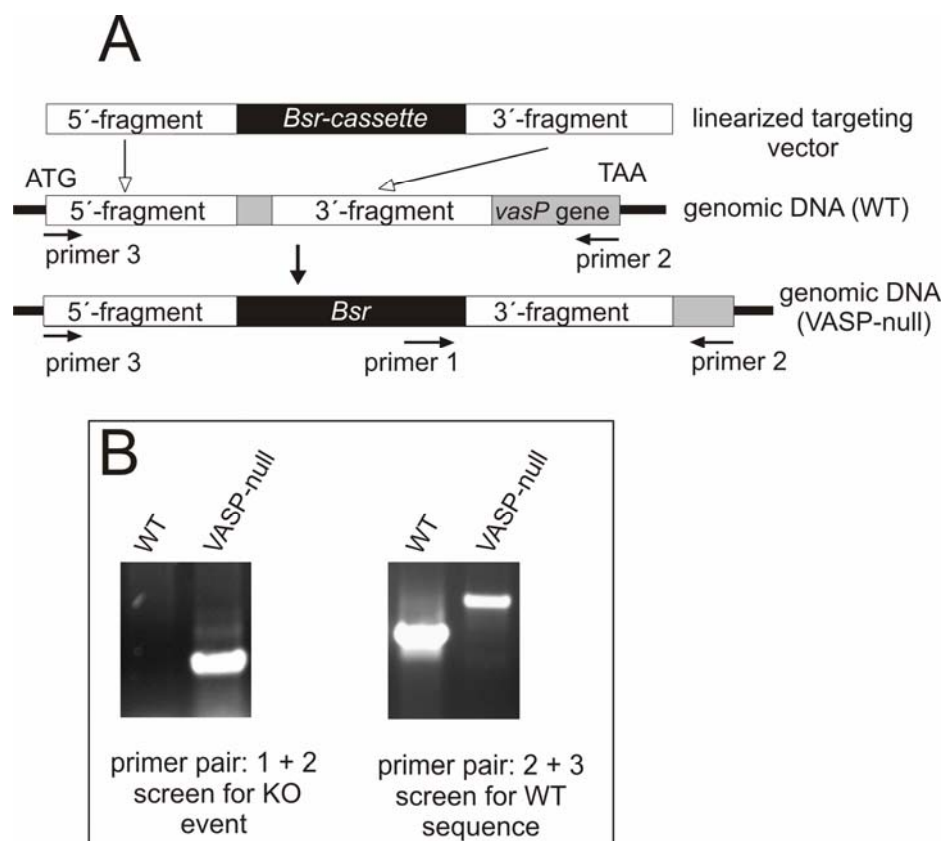 A
5´-fragment Bsr-cassette 3´-fragment
linearized targeting
vector
ATG TAA
5´-fragment 3´-fragment vasP gene
genomic DNA (WT)
primer 3 primer 2
5´-fragment Bsr 3´-fragment
genomic DNA
(VASP-null)
primer 3 primer 1 primer 2
B
WT VASP-null WT VASP-null
primer pair: 1 + 2
screen for KO
event
primer pair: 2 + 3
screen for WT
sequence